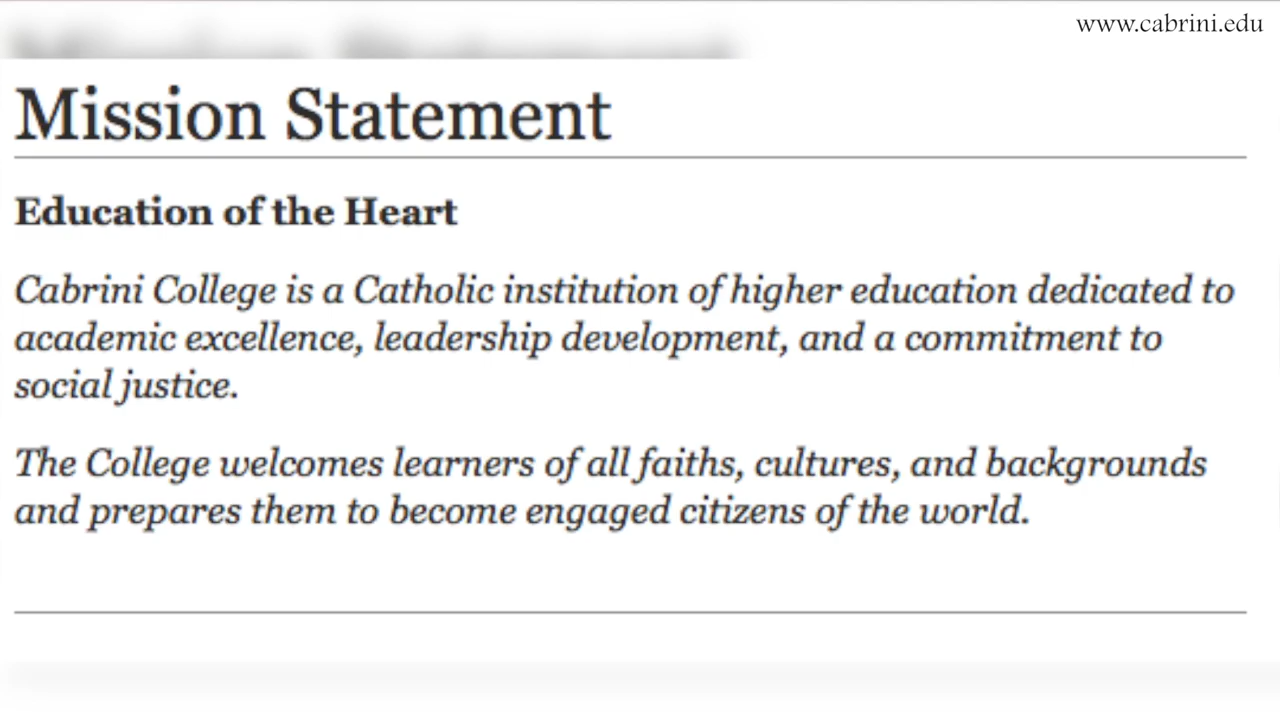 www.cabrini.edu
Mission Statement
Education of the Heart
Cabrini College is a Catholic institution of higher education dedicated to
academic excellence, leadership development, and a commitment to
social justice.
The College welcomes learners of all faiths, cultures, and backgrounds
and prepares them to become engaged citizens of the world.